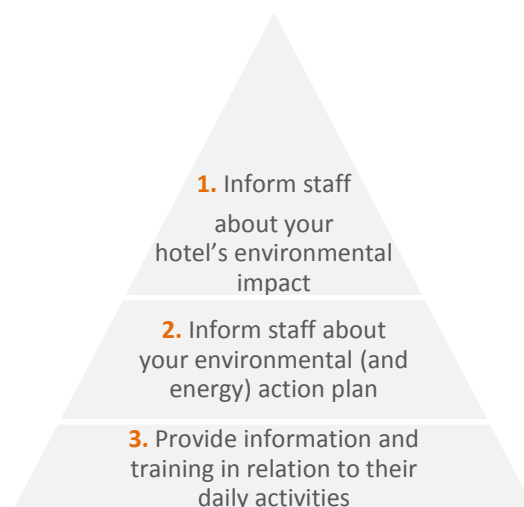 1. Inform staff
about your
hotel’s environmental
impact
2. Inform staff about
your environmental (and
energy) action plan
3. Provide information and
training in relation to their
daily activities